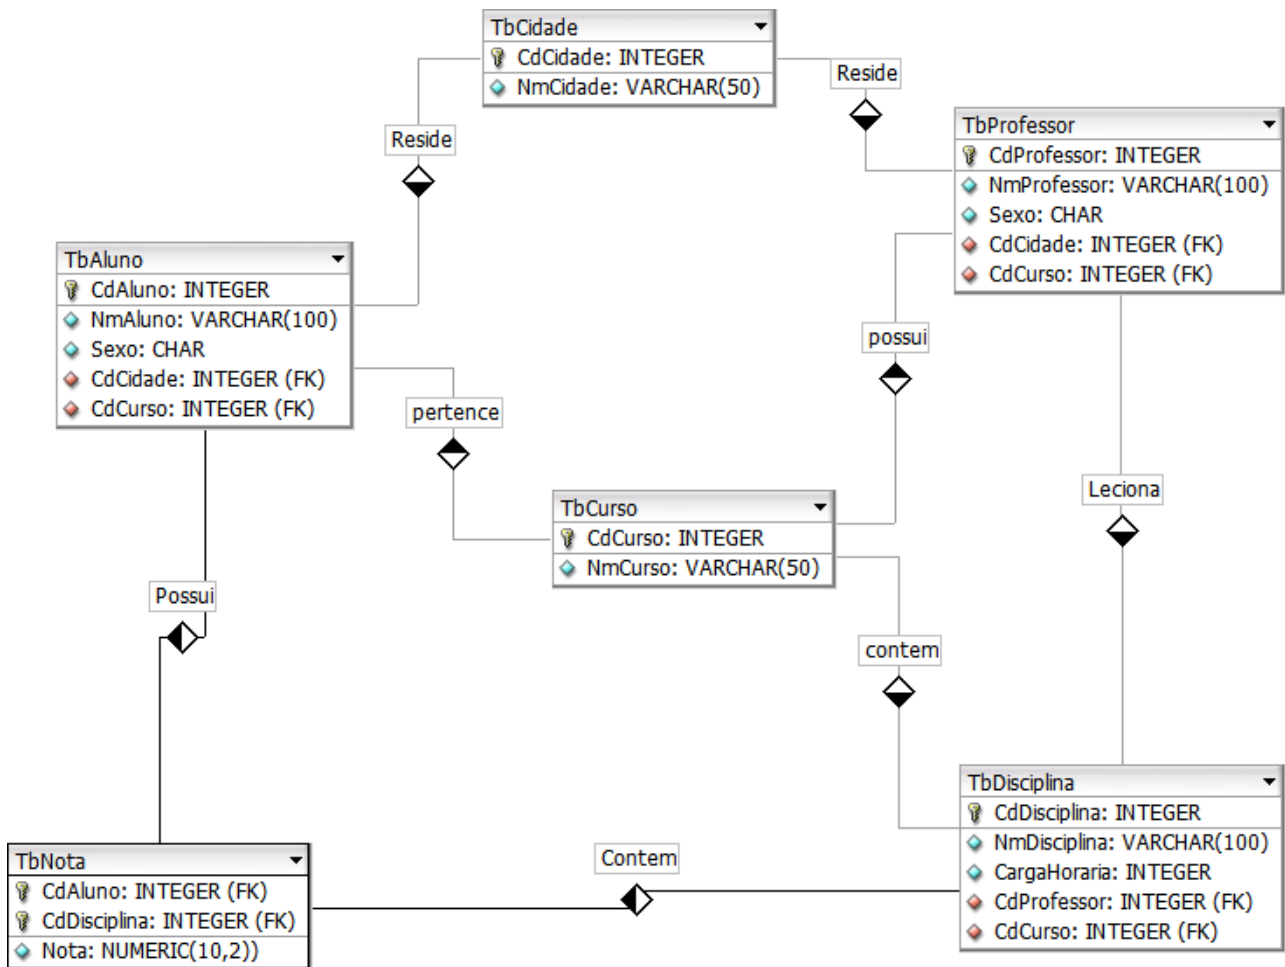 TbCidade
CdCidade: INTEGER
NmCidade: VARCHAR(50)
Reside
Reside
TbProfessor
CdProfessor: INTEGER
NmProfessor: VARCHAR(100)
Sexo: CHAR
CdCidade: INTEGER (FK)
CdCurso: INTEGER (FK)
TbAluno
CdAluno: INTEGER
NmAluno: VARCHAR(100)
Sexo: CHAR
CdCidade: INTEGER (FK)
CdCurso: INTEGER (FK)
possui
pertence
Leciona
TbCurso
CdCurso: INTEGER
NmCurso: VARCHAR(50)
Possui
contem
TbDisciplina
CdDisciplina: INTEGER
NmDisciplina: VARCHAR(100)
CargaHoraria: INTEGER
CdProfessor: INTEGER (FK)
CdCurso: INTEGER (FK)
Contem
TbNota
CdAluno: INTEGER (FK)
CdDisciplina: INTEGER (FK)
Nota: NUMERIC(10,2))